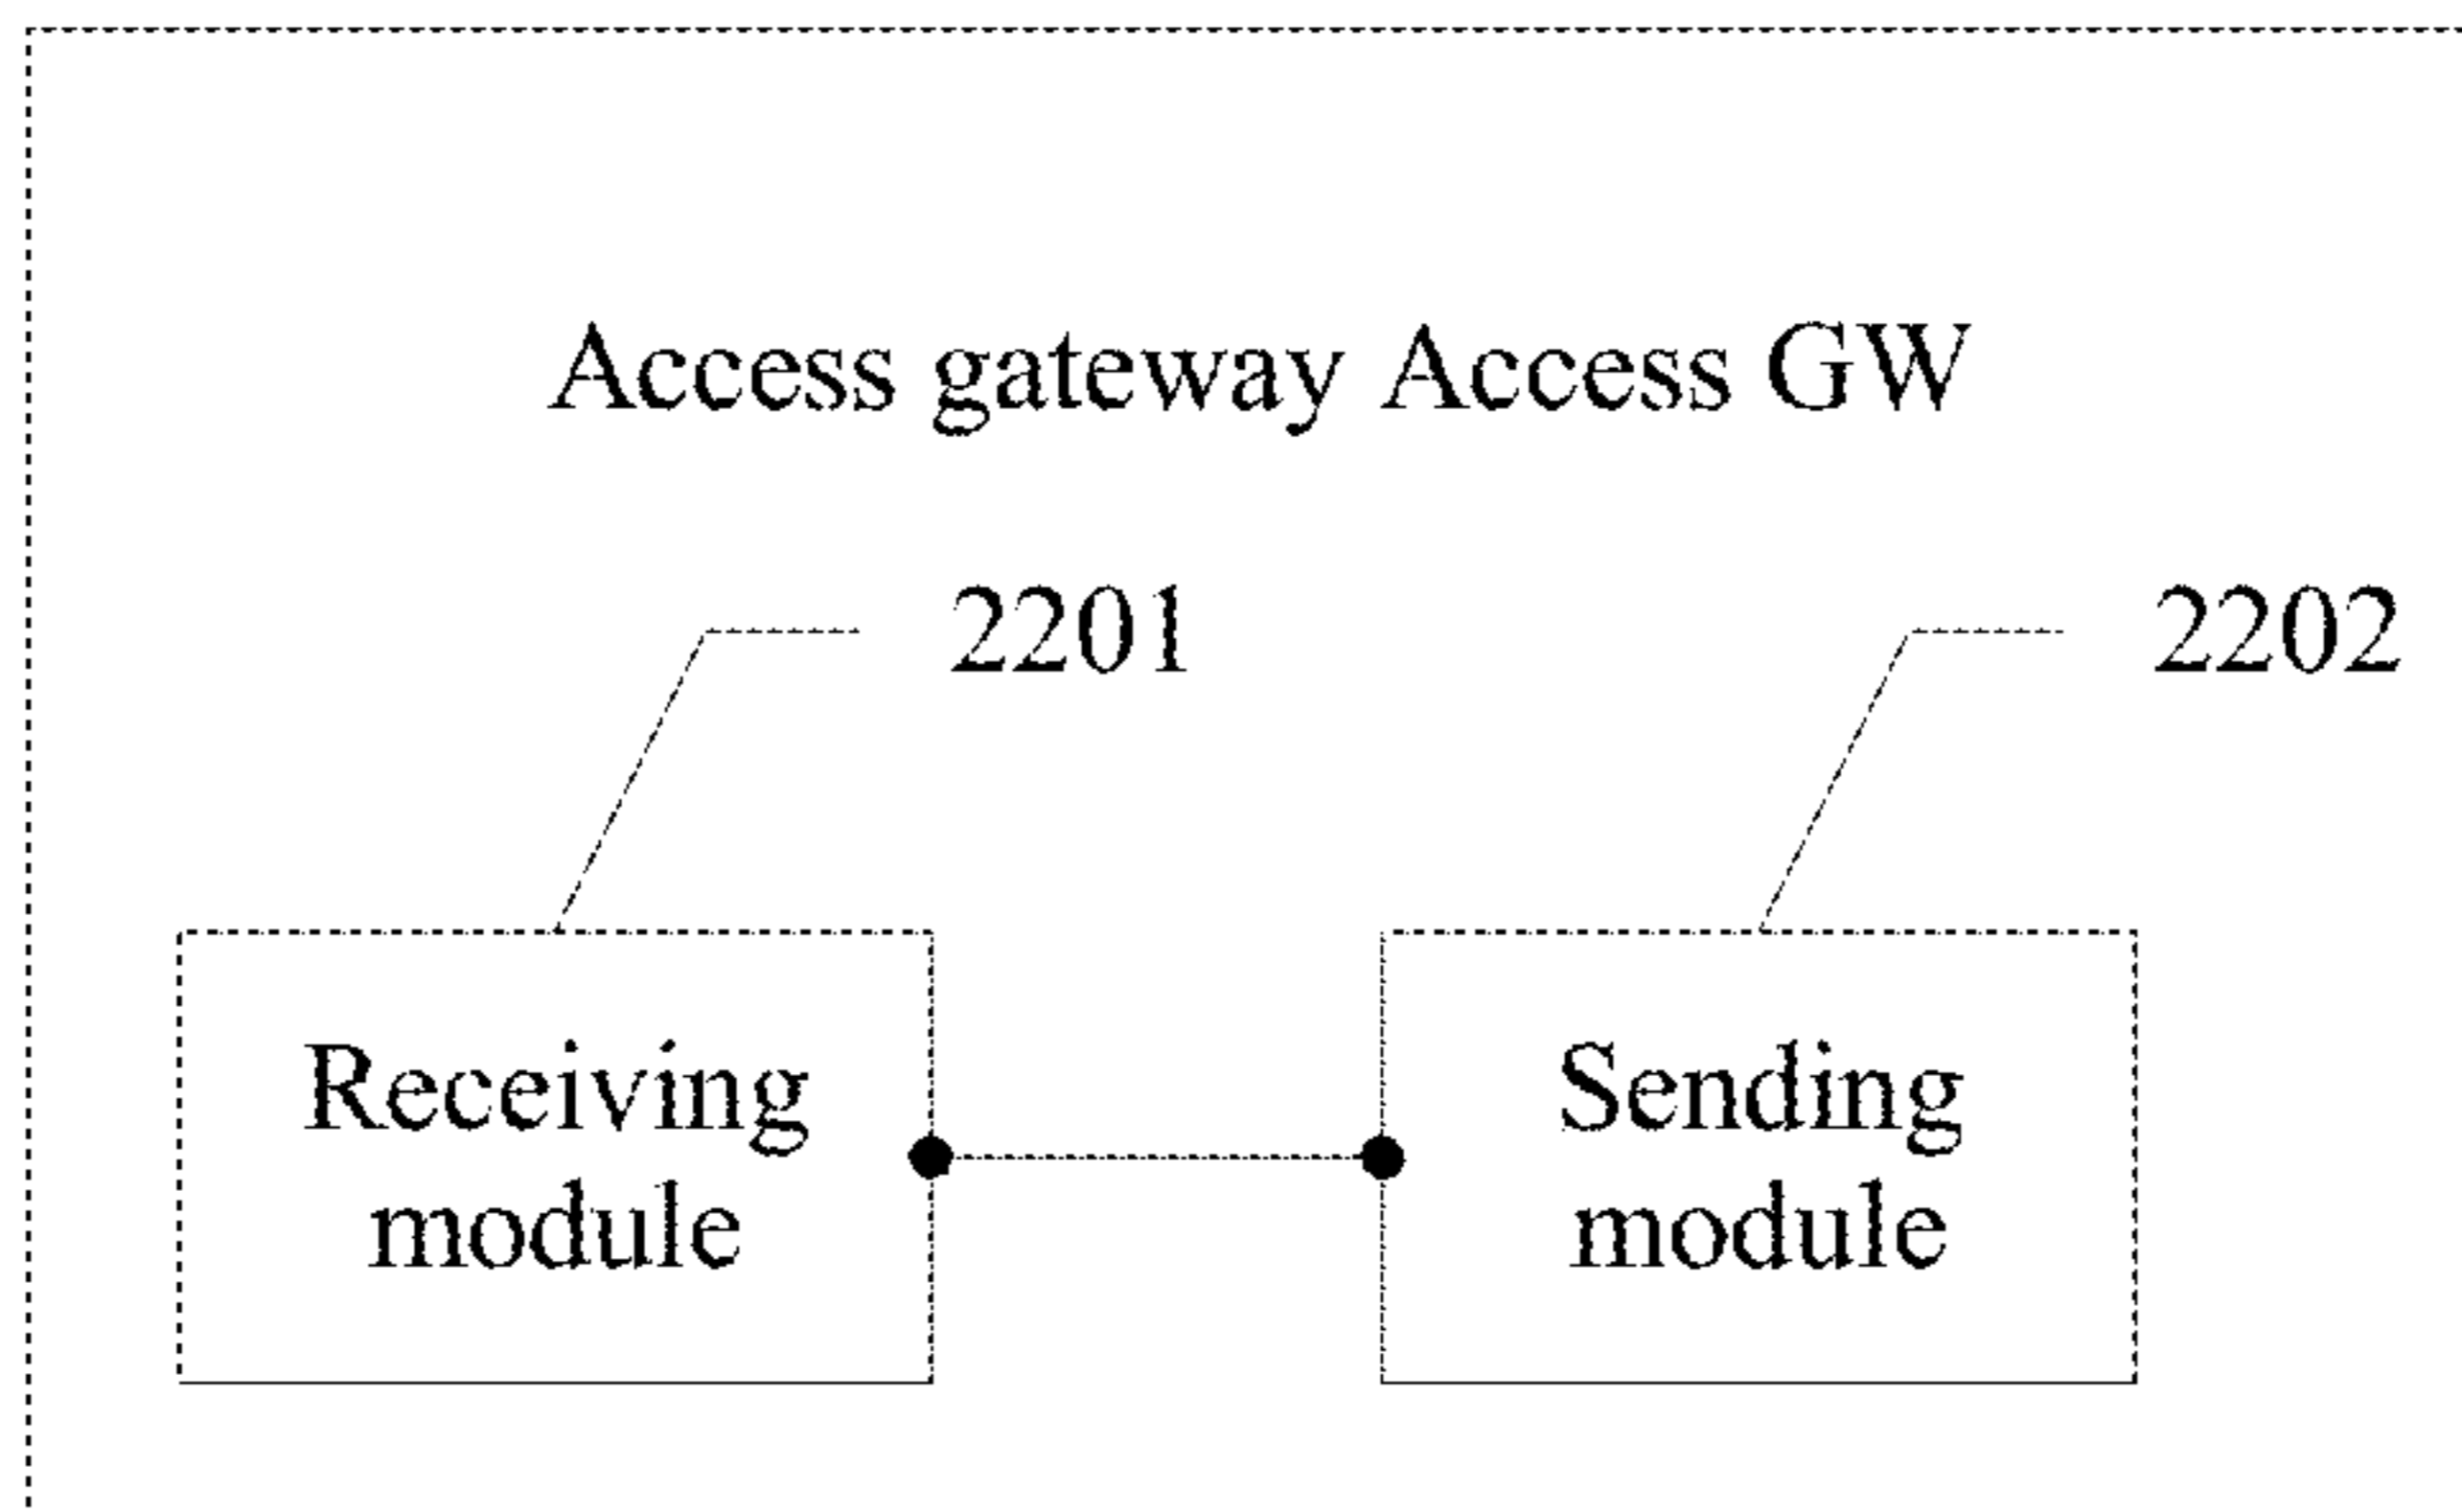 Access gateway Access GW
2201
2202
Receiving
module
Sending
module